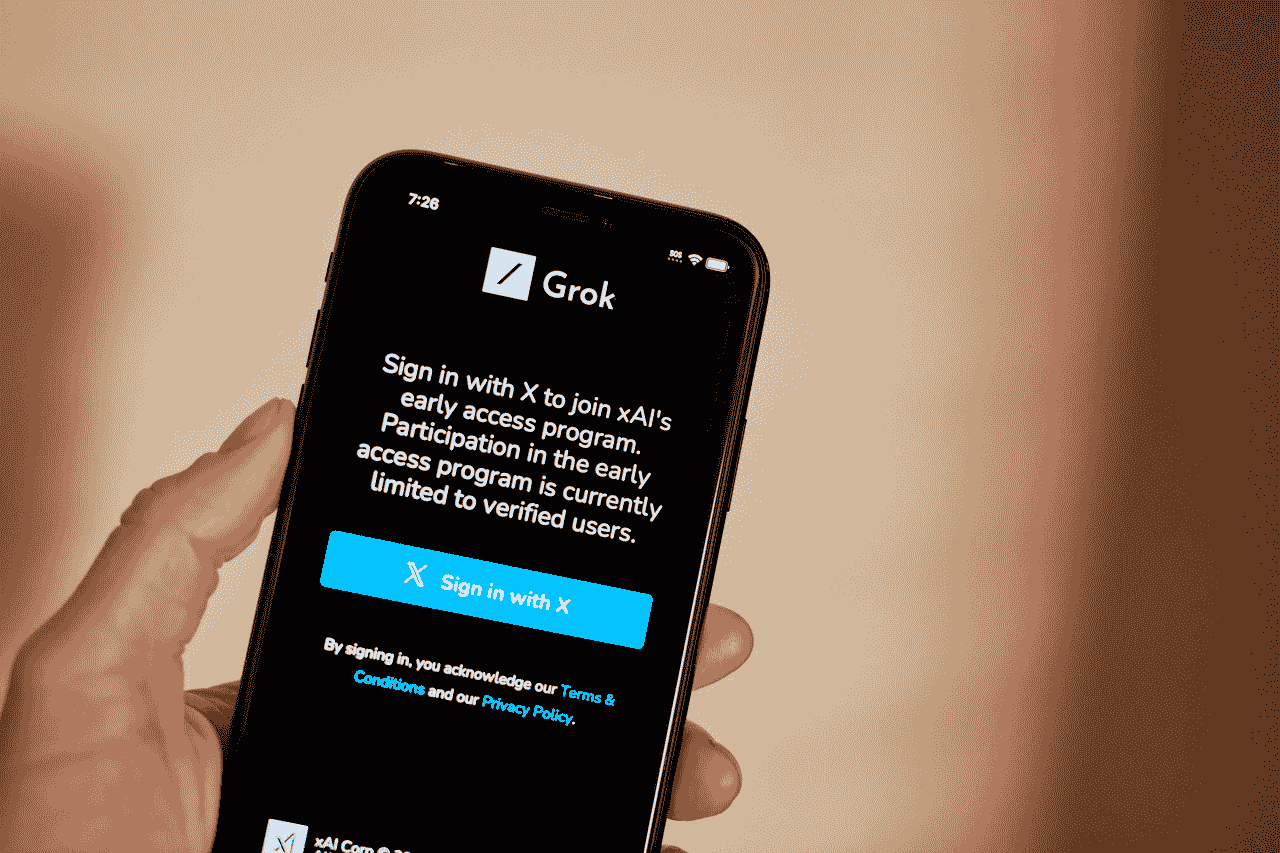 7:26
SOS
Grok
Sign in with X to join xAI's
early access program.
Participation in the early
access program is currently
limited to verified users.
X Sign in with X
By signing in, you acknowledge our Terms &
Conditions and our Privacy Policy.
xAI Corp ©